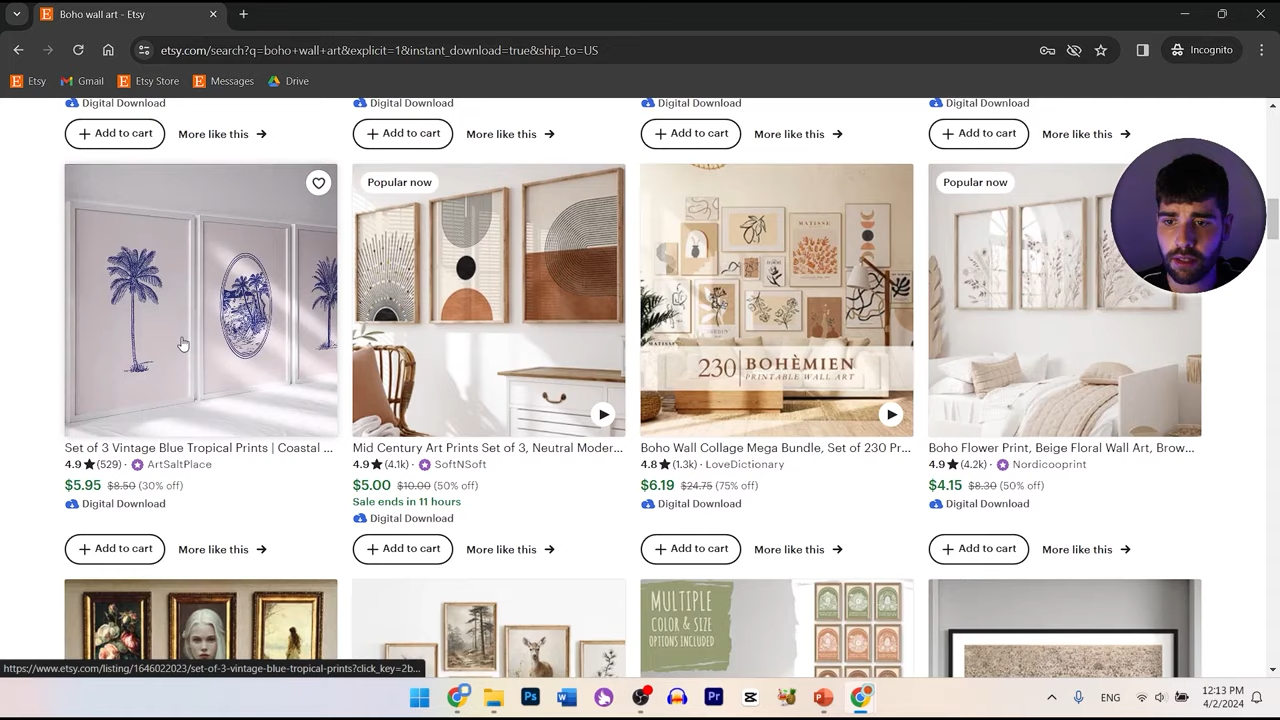 Boho wall art - Etsy
etsy.com/search?q=boho+wall+art&explicit=1&instant_download=true&ship_to=US
Incognito
Etsy
Gmail
Etsy Store
Messages
Drive
Digital Download
Digital Download
Digital Download
Digital Download
Add to cart
More like this
Add to cart
More like this
Add to cart
More like this
Add to cart
More like this
Popular now
MATISSE
230 BOHÈMIEN
PRINTABLE WALL ART
Popular now
Set of 3 Vintage Blue Tropical Prints | Coastal ...
4.9 (529) · ArtSaltPlace
$5.95 $8.50 (30% off)
Digital Download
Mid Century Art Prints Set of 3, Neutral Moder...
4.9 (4.1k) · SoftNSoft
$5.00 $10.00 (50% off)
Sale ends in 11 hours
Digital Download
Boho Wall Collage Mega Bundle, Set of 230 Pr...
4.8 (1.3k) · LoveDictionary
$6.19 $24.75 (75% off)
Digital Download
Boho Flower Print, Beige Floral Wall Art, Brow...
4.9 (4.2k) · Nordicooprint
$4.15 $8.30 (50% off)
Digital Download
Add to cart
More like this
Add to cart
More like this
Add to cart
More like this
Add to cart
More like this
MULTIPLE
COLOR & SIZE
OPTIONS INCLUDED
https://www.etsy.com/listing/1646022023/set-of-3-vintage-blue-tropical-prints?click_key=2b...
Ps
W
Pr
P
ENG
12:13 PM
4/2/2024